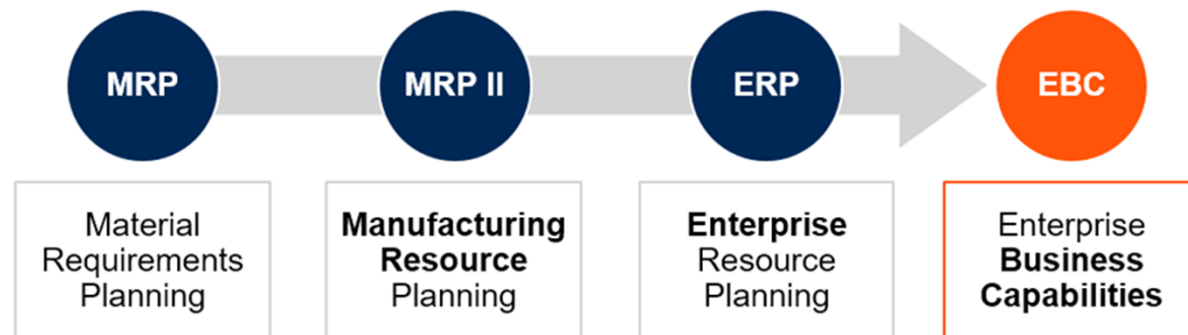 MRP
MRP II
ERP
EBC
Material
Requirements
Planning
Manufacturing
Resource
Planning
Enterprise
Resource
Planning
Enterprise
Business
Capabilities